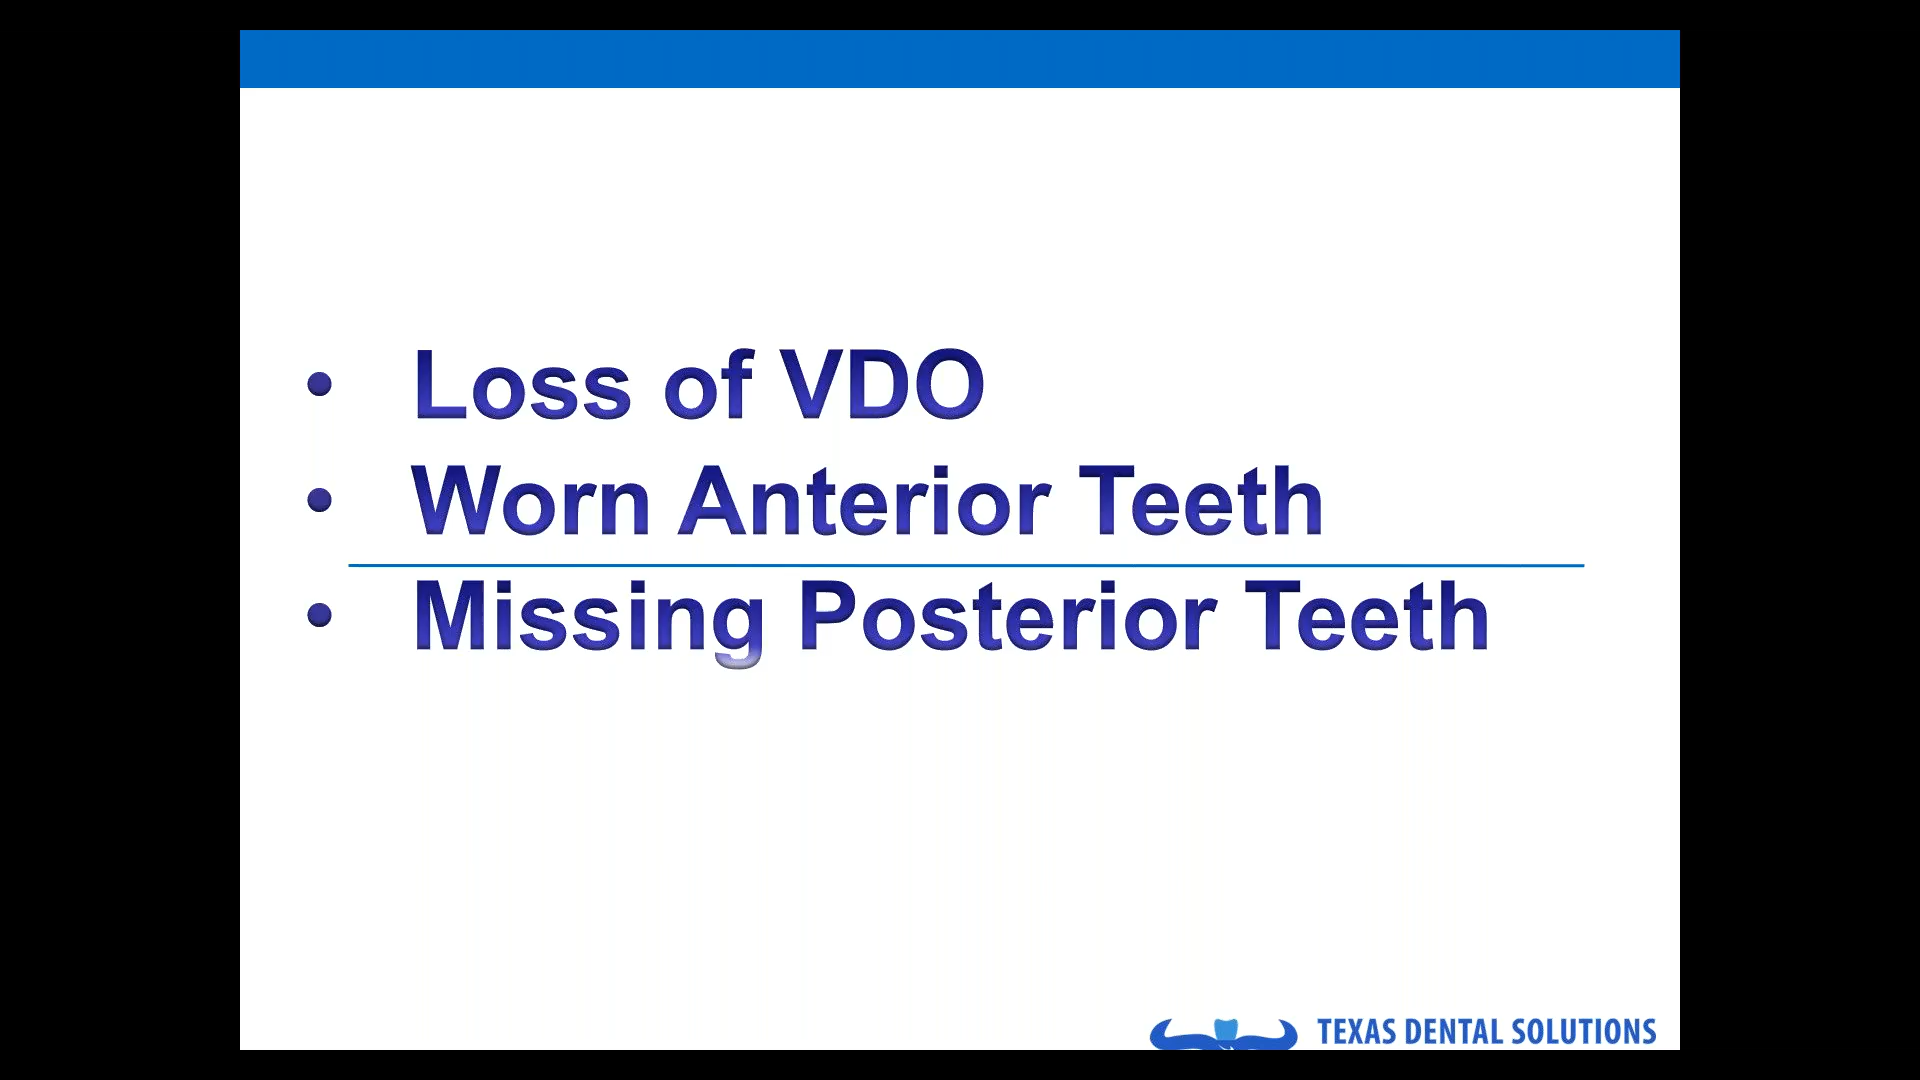 • Loss of VDO
• Worn Anterior Teeth
• Missing Posterior Teeth
TEXAS DENTAL SOLUTIONS